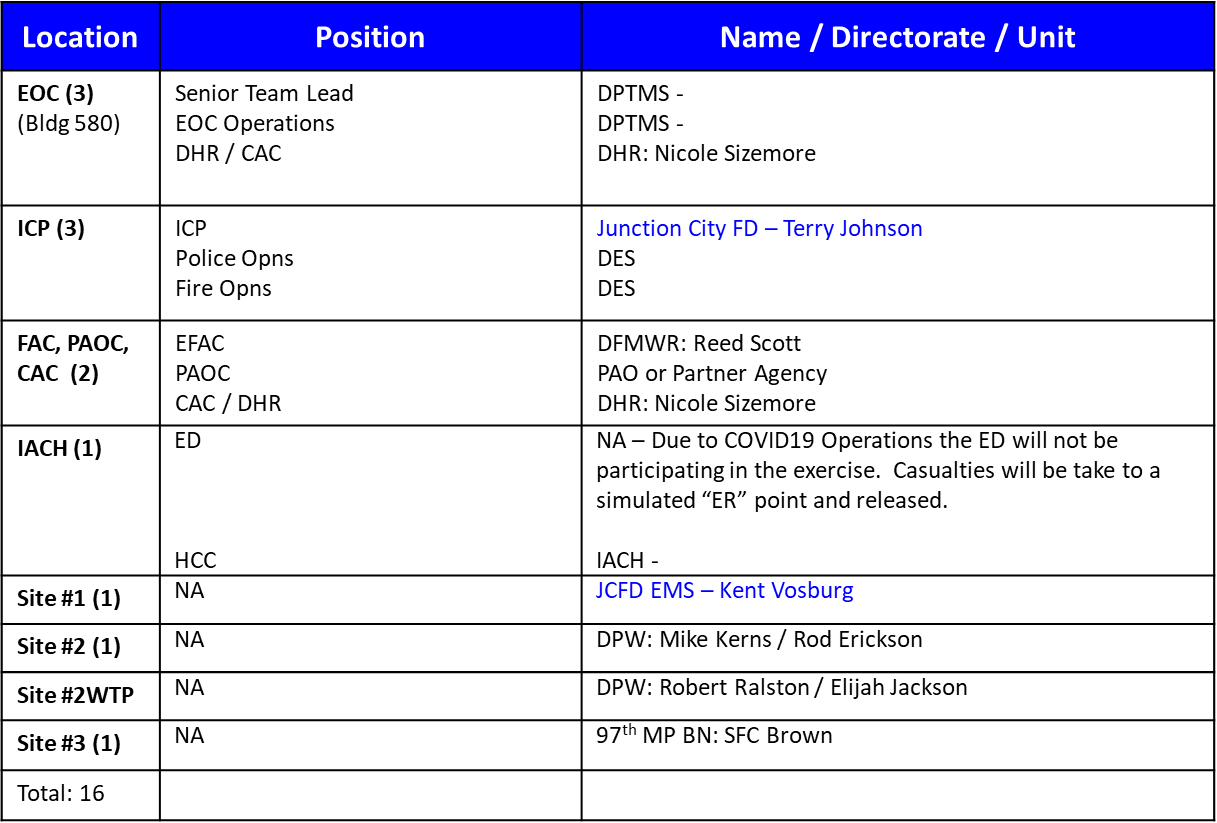 Location Position Name / Directorate / Unit
EOC (3) Senior Team Lead DPTMS -
(Bldg 580) EOC Operations DPTMS -
DHR / CAC DHR: Nicole Sizemore
ICP (3) ICP Junction City FD – Terry Johnson
Police Opns DES
Fire Opns DES
FAC, PAOC, EFAC DFMWR: Reed Scott
CAC (2) PAOC PAO or Partner Agency
CAC / DHR DHR: Nicole Sizemore
IACH (1) ED NA – Due to COVID19 Operations the ED will not be
participating in the exercise. Casualties will be take to a
simulated “ER” point and released.
HCC IACH -
Site #1 (1) NA JCFD EMS – Kent Vosburg
Site #2 (1) NA DPW: Mike Kerns / Rod Erickson
Site #2WTP NA DPW: Robert Ralston / Elijah Jackson
Site #3 (1) NA 97th MP BN: SFC Brown
Total: 16